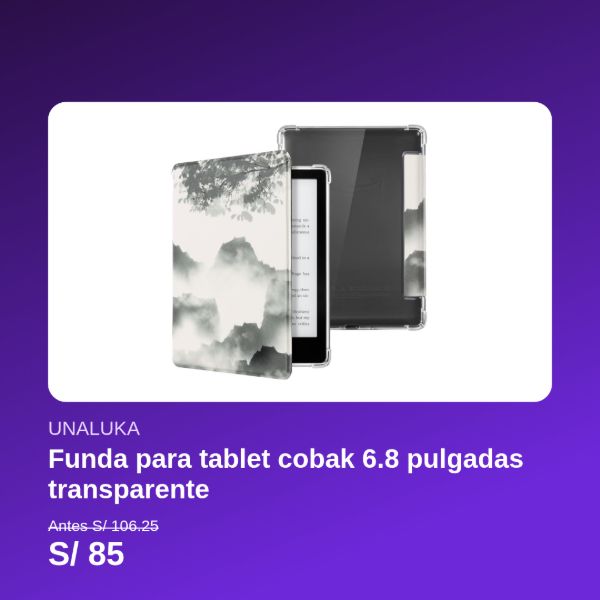 UNALUKA
Funda para tablet cobak 6.8 pulgadas
transparente
Antes S/ 106.25
S/ 85